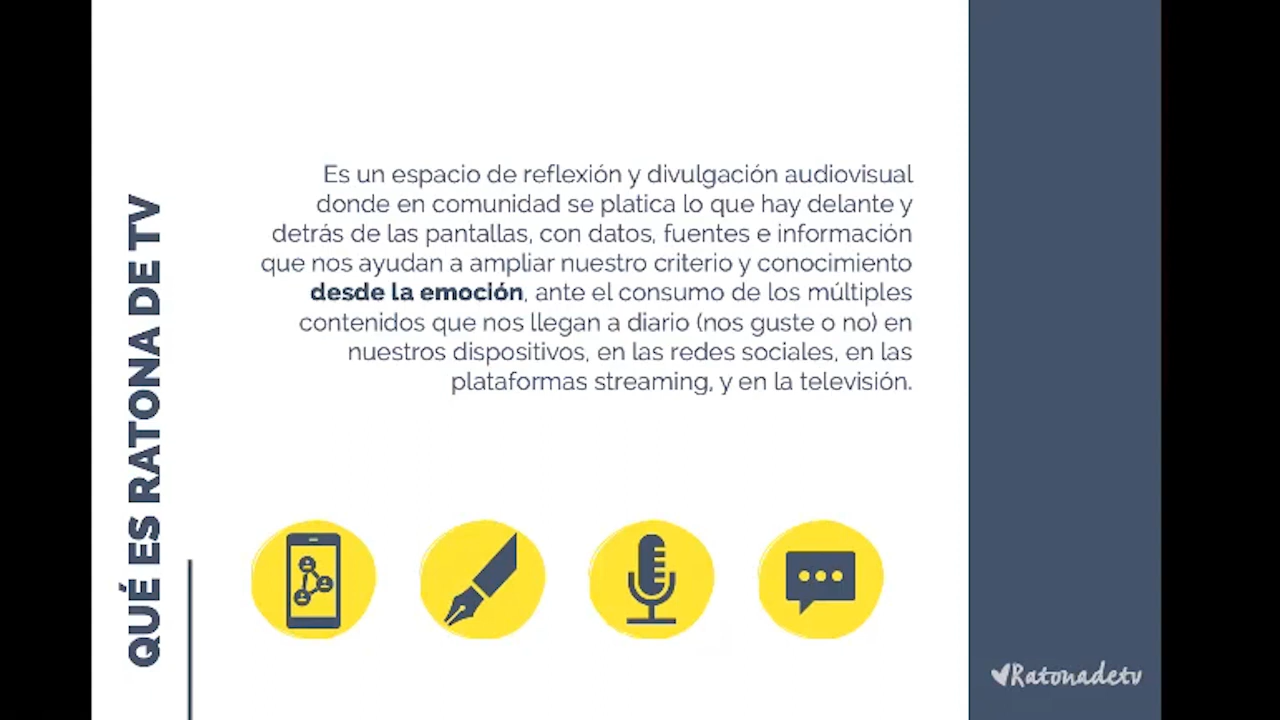 QUÉ ES RATONA DE TV
Es un espacio de reflexión y divulgación audiovisual
donde en comunidad se platica lo que hay delante y
detrás de las pantallas, con datos, fuentes e información
que nos ayudan a ampliar nuestro criterio y conocimiento
desde la emoción, ante el consumo de los múltiples
contenidos que nos llegan a diario (nos guste o no) en
nuestros dispositivos, en las redes sociales, en las
plataformas streaming, y en la televisión.
Ratonadetv